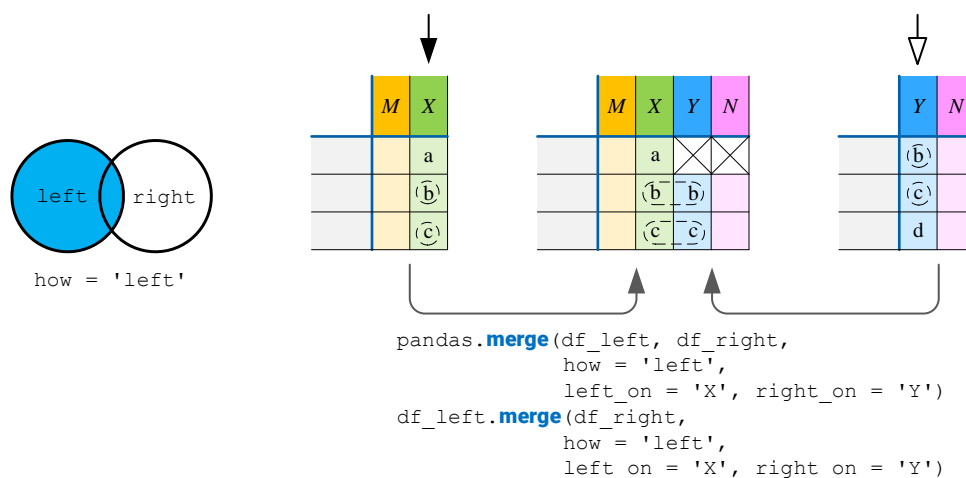 M X
M X Y N
Y N
a
a
b
b
b b
c
c
c c
d
left right
how = 'left'
pandas.merge(df_left, df_right,
how = 'left',
left_on = 'X', right_on = 'Y')
df_left.merge(df_right,
how = 'left',
left_on = 'X', right_on = 'Y')